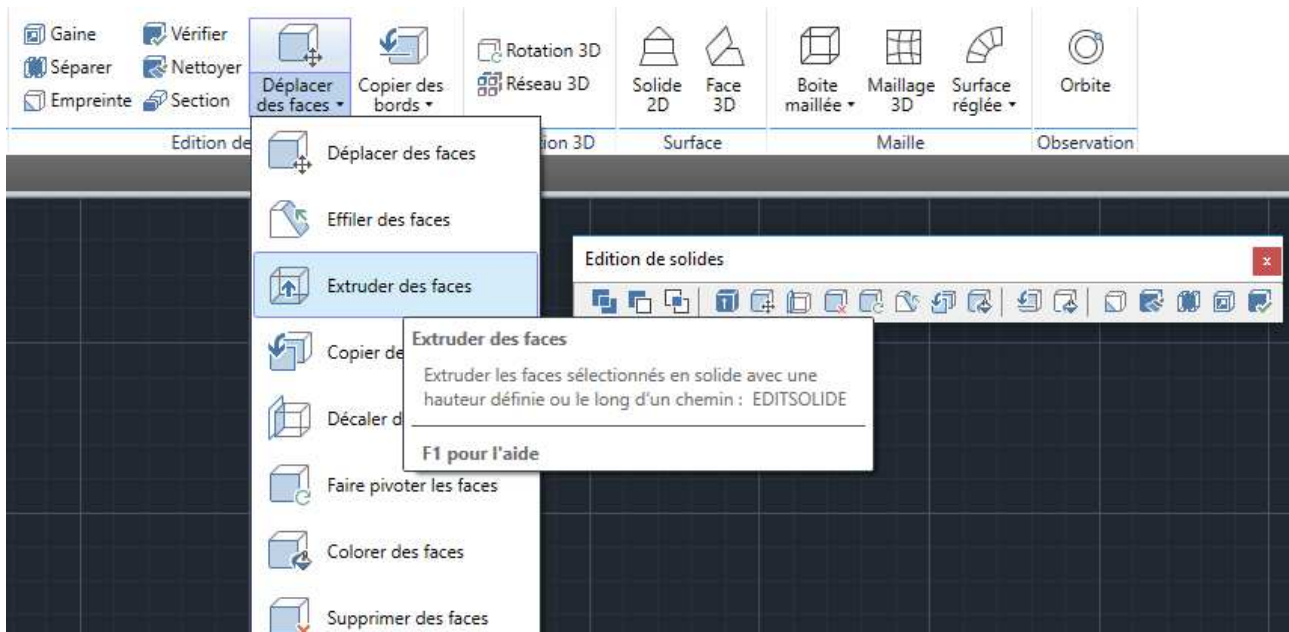 Gaine
Vérifier
Séparer
Nettoyer
Empreinte
Section
Déplacer
des faces
Copier des
bords
Rotation 3D
Réseau 3D
Solide
2D
Face
3D
Boite
maillée
Maillage
3D
Surface
réglée
Orbite
Edition de
ion 3D
Surface
Maille
Observation
Déplacer des faces
Effiler des faces
Extruder des faces
Copier de
Décaler d
Faire pivoter les faces
Colorer des faces
Supprimer des faces
Edition de solides
Extruder des faces
Extruder les faces sélectionnés en solide avec une
hauteur définie ou le long d'un chemin : EDITSOLIDE
F1 pour l'aide